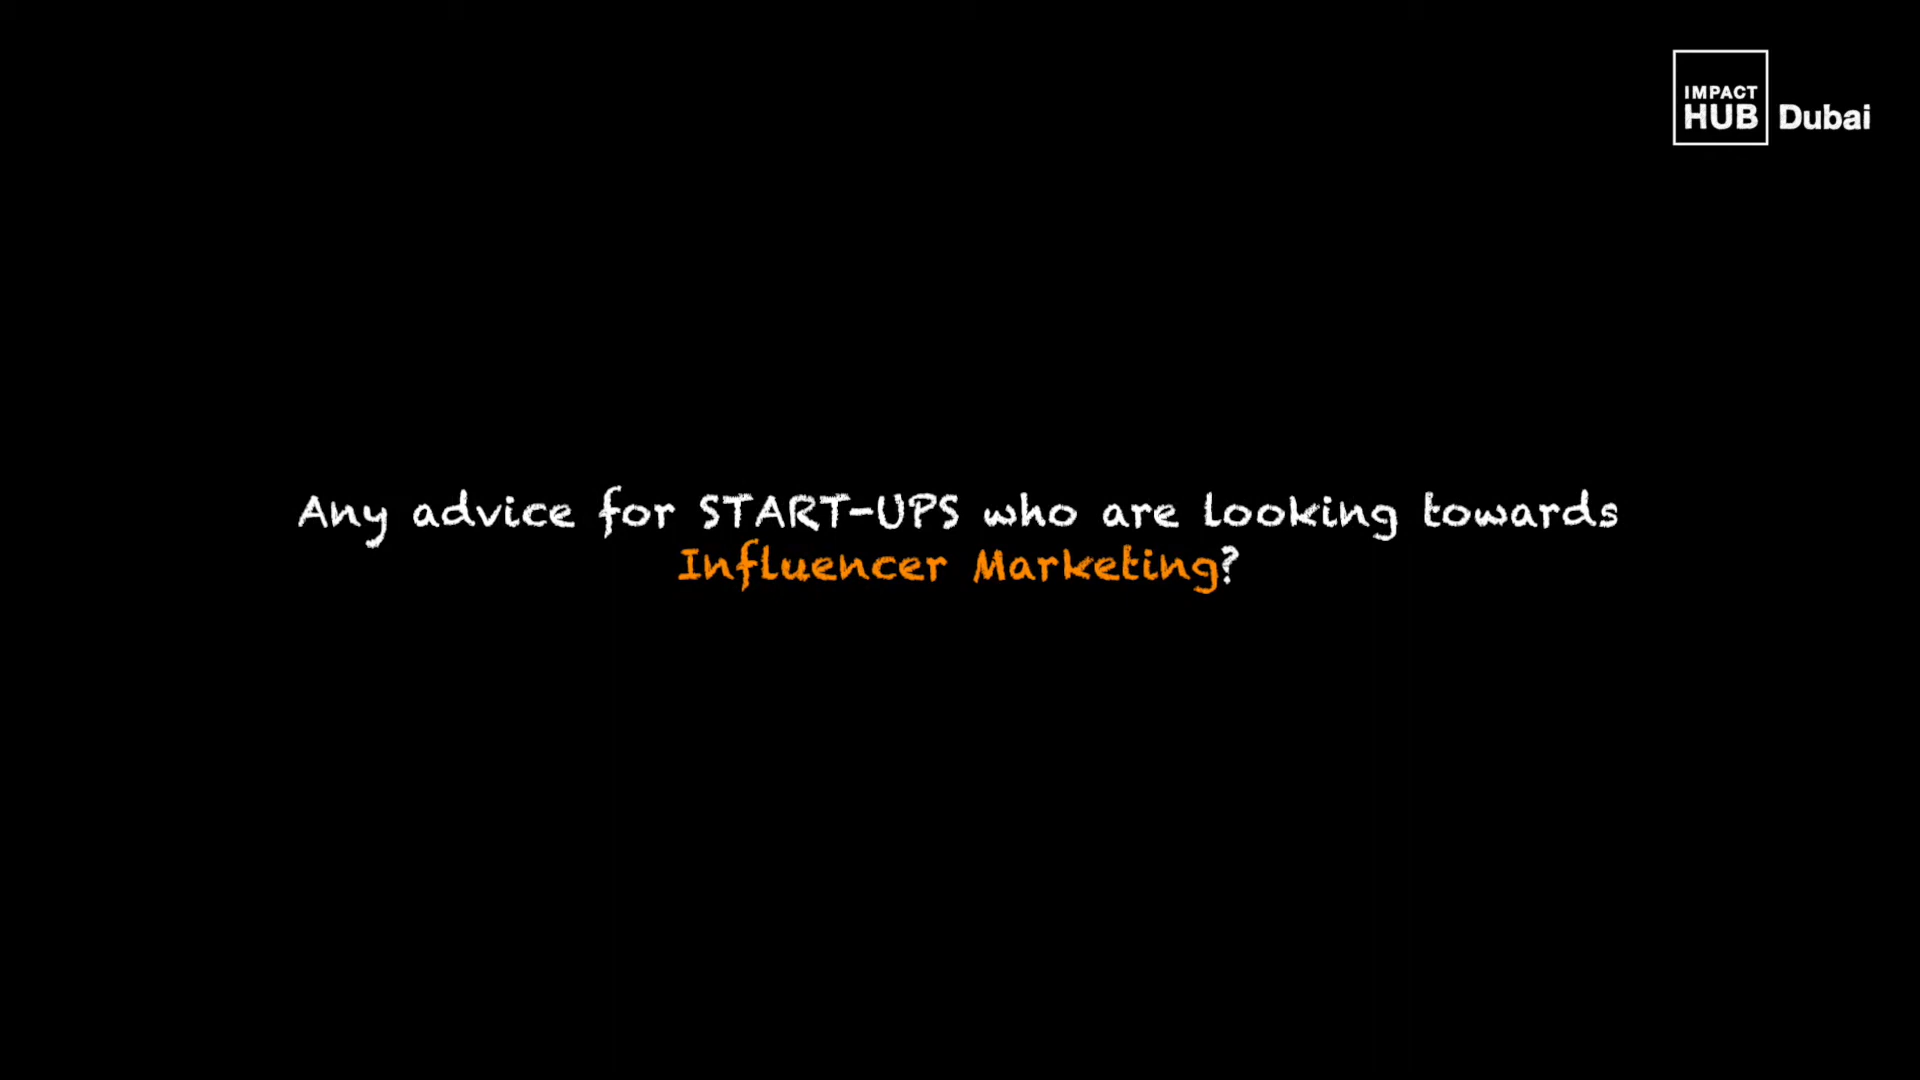 IMPACT
HUB Dubai
Any advice for START-UPS who are looking towards
Influencer Marketing?